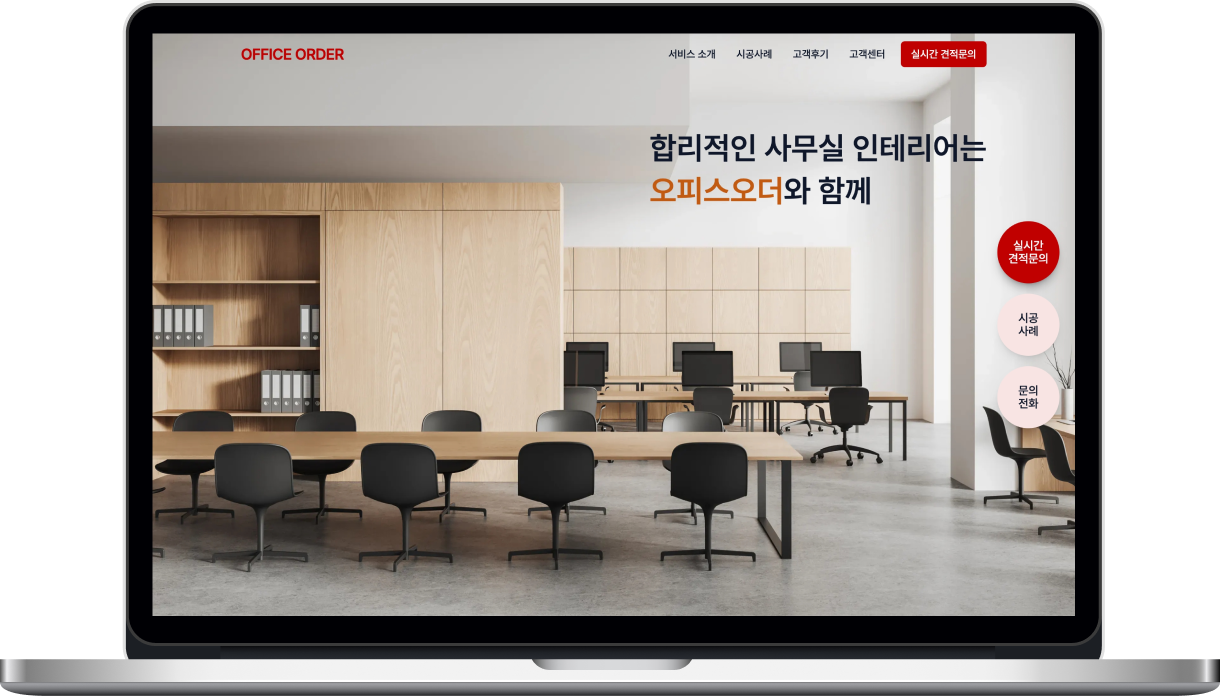 OFFICE ORDER
서비스 소개
시공사례
고객후기
고객센터
실시간 견적문의
합리적인 사무실 인테리어는
오피스오더와 함께
실시간
견적문의
시공
사례
문의
전화